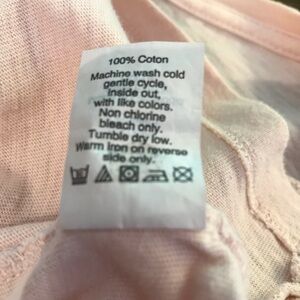 100% Coton
Machine wash cold
gentle cycle,
inside out,
with like colors.
Non chlorine
bleach only.
Tumble dry low.
Warm iron on reverse
side only.